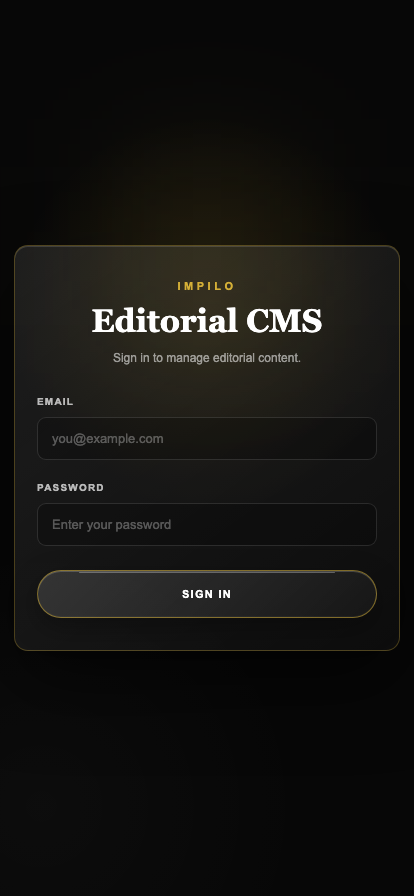 IMPILO
Editorial CMS
Sign in to manage editorial content.
EMAIL
you@example.com
PASSWORD
Enter your password
SIGN IN